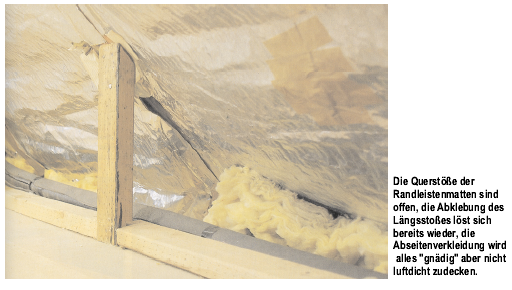 Die Querstöße der
Randleistenmatten sind
offen, die Abklebung des
Längsstoßes löst sich
bereits wieder, die
Abseitenverkleidung wird
alles "gnädig" aber nicht
luftdicht zudecken.